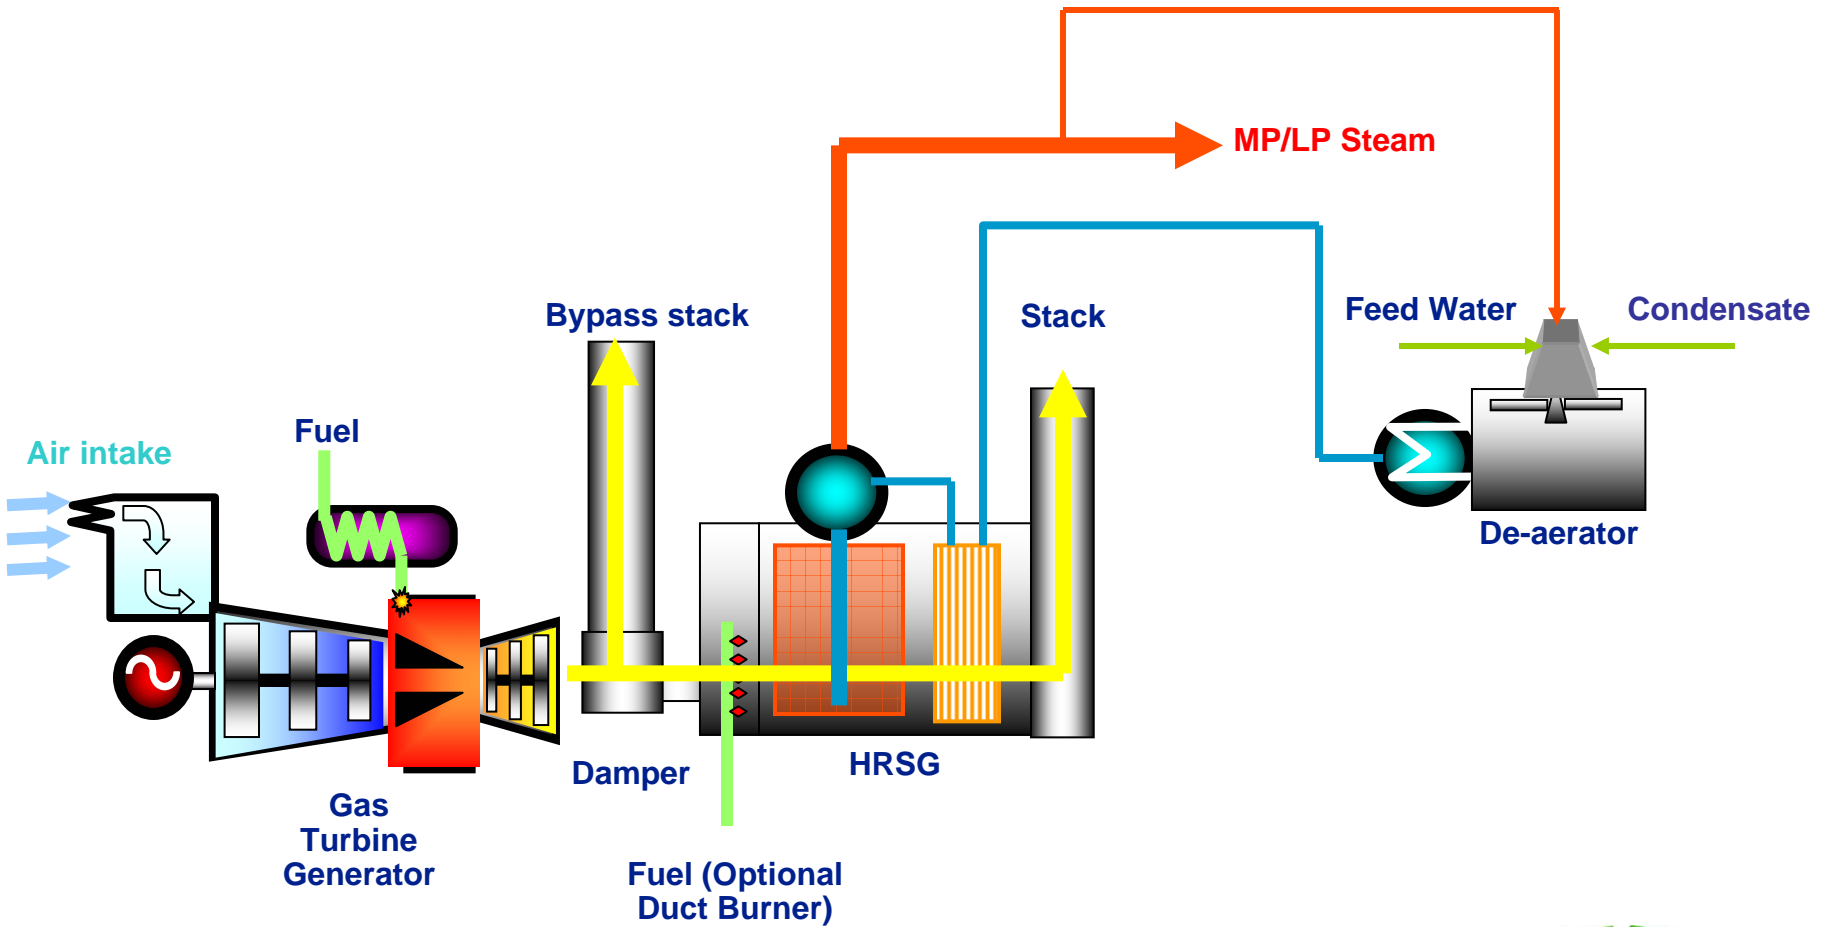 MP/LP Steam
Bypass stack
Stack
Feed Water
Condensate
Fuel
Air intake
De-aerator
Damper
HRSG
Gas
Turbine
Generator
Fuel (Optional
Duct Burner)